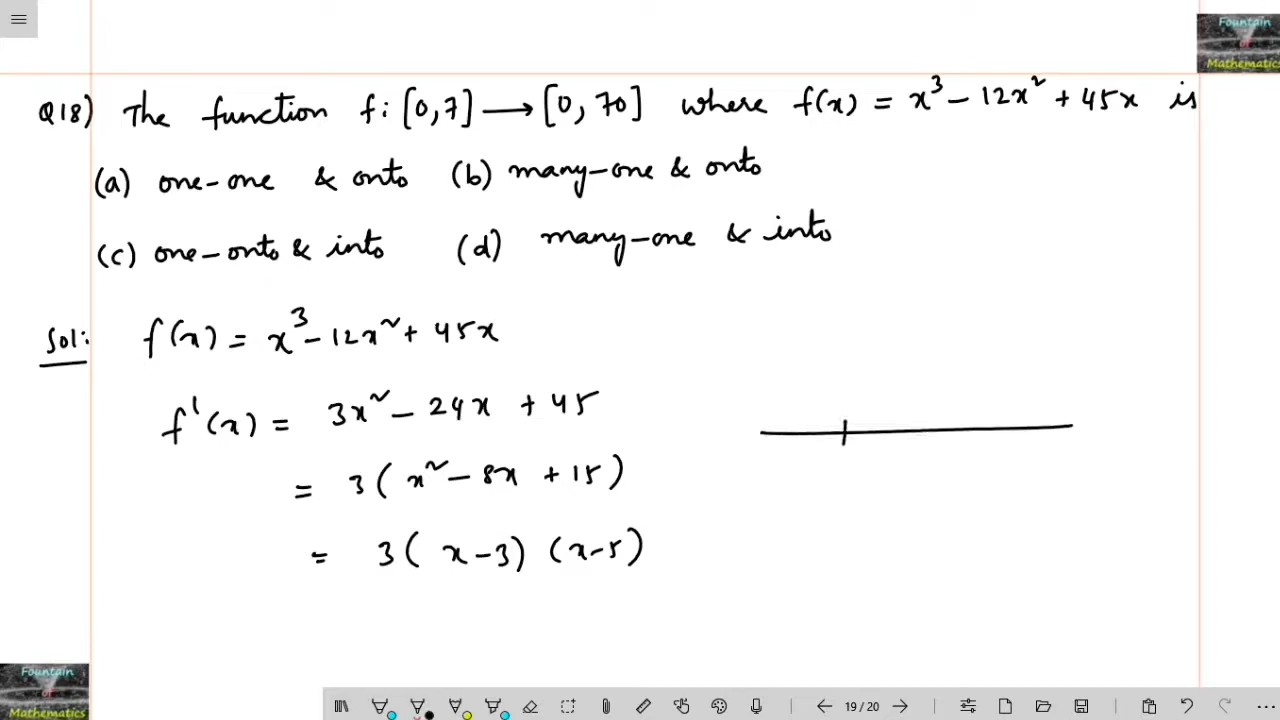 Fountain
of
Mathematics
Q18) The function f: [0,7] ⟶ [0, 70] where f(x) = x³ - 12x² + 45x is
(a) one-one & onto (b) many-one & onto
(c) one-onto & into (d) many-one & into
Sol: f(x) = x³ - 12x² + 45x
f'(x) = 3x² - 24x + 45
= 3(x² - 8x + 15)
= 3(x-3)(x-5)
Fountain
of
Mathematics
19 / 20